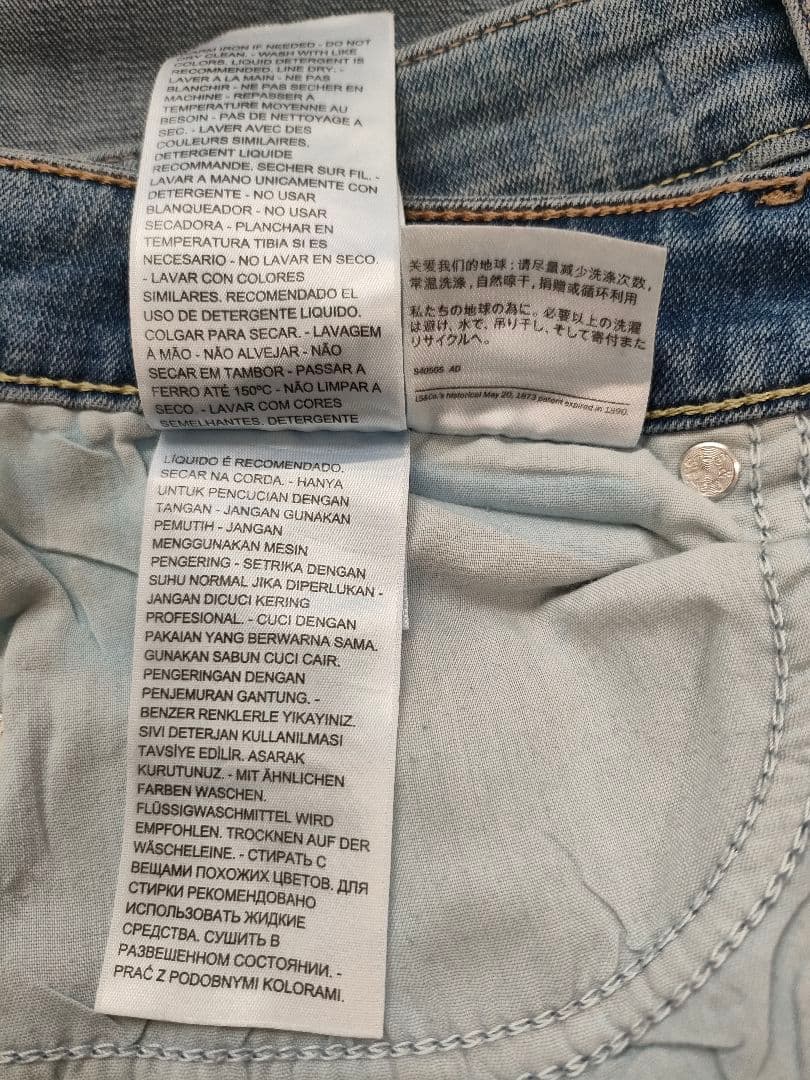 WARM IRON IF NEEDED - DO NOT
DRY CLEAN. - WASH WITH LIKE
COLORS. LIQUID DETERGENT IS
RECOMMENDED. LINE DRY. -
LAVER A LA MAIN - NE PAS
BLANCHIR - NE PAS SECHER EN
MACHINE - REPASSER À
TEMPERATURE MOYENNE AU
BESOIN - PAS DE NETTOYAGE A
SEC. - LAVER AVEC DES
COULEURS SIMILAIRES.
DETERGENT LIQUIDE
RECOMMANDE. SECHER SUR FIL. -
LAVAR A MANO UNICAMENTE CON
DETERGENTE - NO USAR
BLANQUEADOR - NO USAR
SECADORA - PLANCHAR EN
TEMPERATURA TIBIA SI ES
NECESARIO - NO LAVAR EN SECO.
- LAVAR CON COLORES
SIMILARES. RECOMENDADO EL
USO DE DETERGENTE LIQUIDO.
COLGAR PARA SECAR. - LAVAGEM
À MÃO - NÃO ALVEJAR - NÃO
SECAR EM TAMBOR - PASSAR A
FERRO ATÉ 150ºC - NÃO LIMPAR A
SECO. - LAVAR COM CORES
SEMELHANTES. DETERGENTE
LÍQUIDO É RECOMENDADO.
SECAR NA CORDA. - HANYA
UNTUK PENCUCIAN DENGAN
TANGAN - JANGAN GUNAKAN
PEMUTIH - JANGAN
MENGGUNAKAN MESIN
PENGERING - SETRIKA DENGAN
SUHU NORMAL JIKA DIPERLUKAN -
JANGAN DICUCI KERING
PROFESIONAL. - CUCI DENGAN
PAKAIAN YANG BERWARNA SAMA.
GUNAKAN SABUN CUCI CAIR.
PENGERINGAN DENGAN
PENJEMURAN GANTUNG. -
BENZER RENKLERLE YIKAYINIZ.
SIVI DETERJAN KULLANILMASI
TAVSİYE EDİLİR. ASARAK
KURUTUNUZ. - MIT ÄHNLICHEN
FARBEN WASCHEN.
FLÜSSIGWASCHMITTEL WIRD
EMPFOHLEN. TROCKNEN AUF DER
WÄSCHELEINE. - СТИРАТЬ С
ВЕЩАМИ ПОХОЖИХ ЦВЕТОВ. ДЛЯ
СТИРКИ РЕКОМЕНДОВАНО
ИСПОЛЬЗОВАТЬ ЖИДКИЕ
СРЕДСТВА. СУШИТЬ В
РАЗВЕШЕННОМ СОСТОЯНИИ. -
PRAĆ Z PODOBNYMI KOLORAMI.
关爱我们的地球：请尽量减少洗涤次数，
常温洗涤，自然晾干，捐赠或循环利用
私たちの地球の為に。必要以上の洗濯
は避け、水で、吊り干し、そして寄付また
リサイクルへ。
S40505 AD
LS&Co.'s historical May 20, 1873 patent expired in 1890.